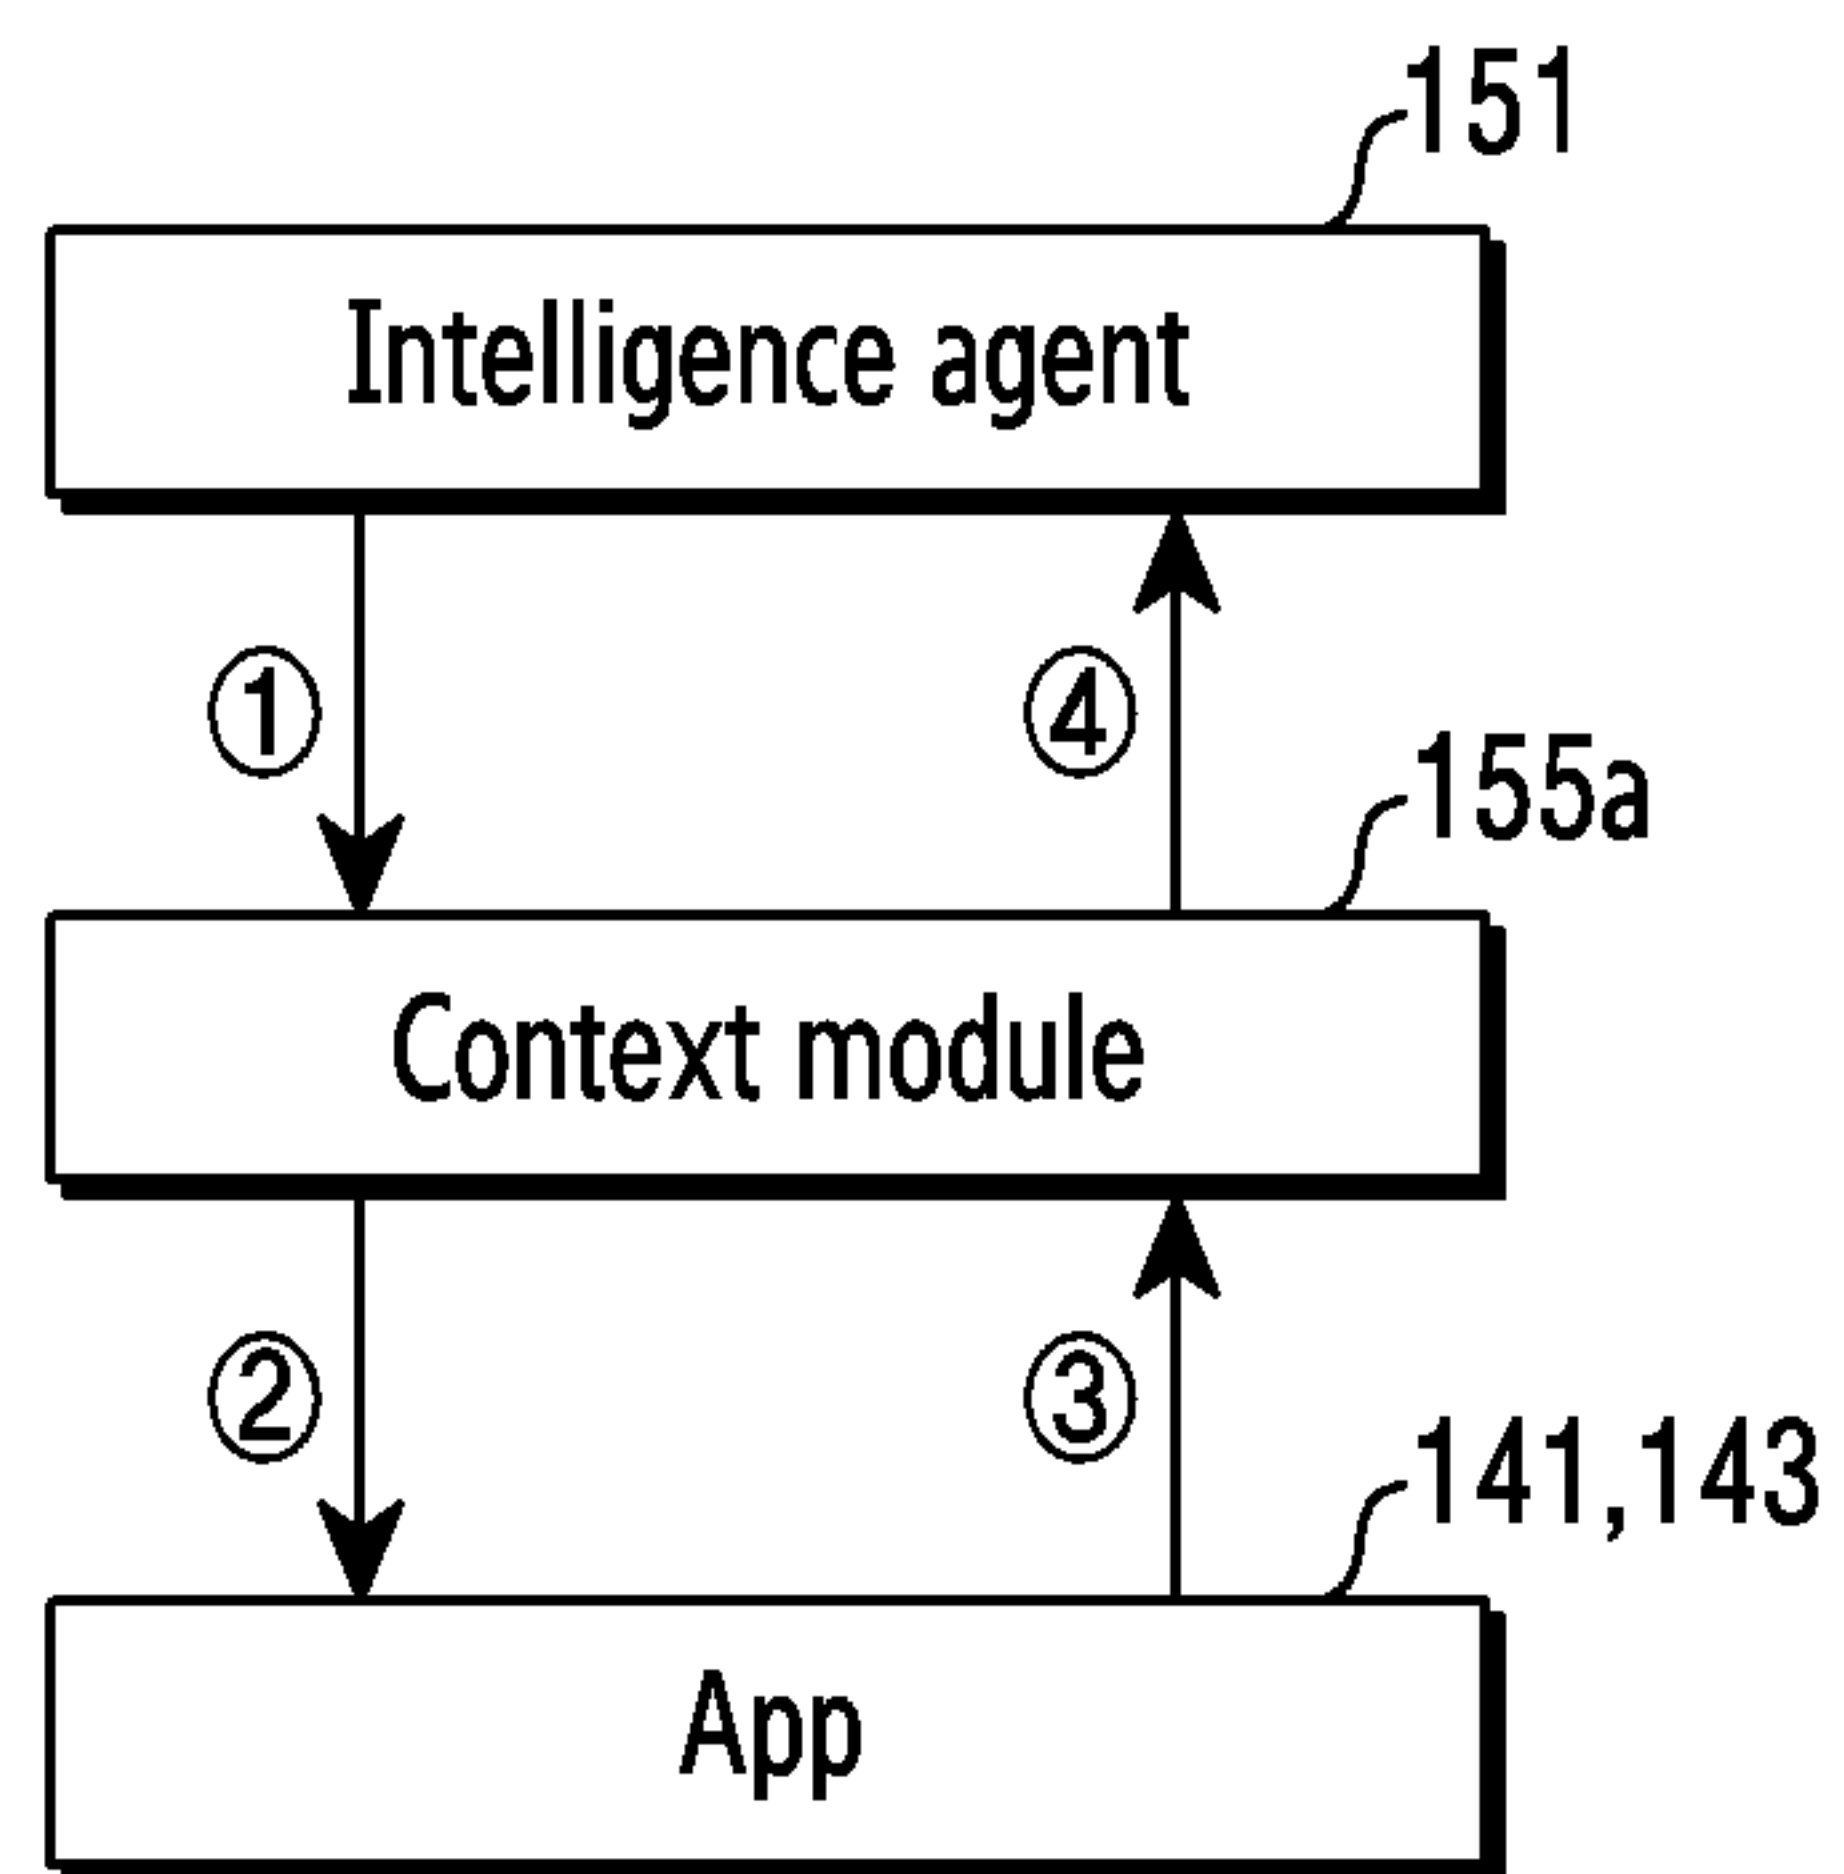 151
Intelligence agent
① ④
155a
Context module
② ③
141,143
App